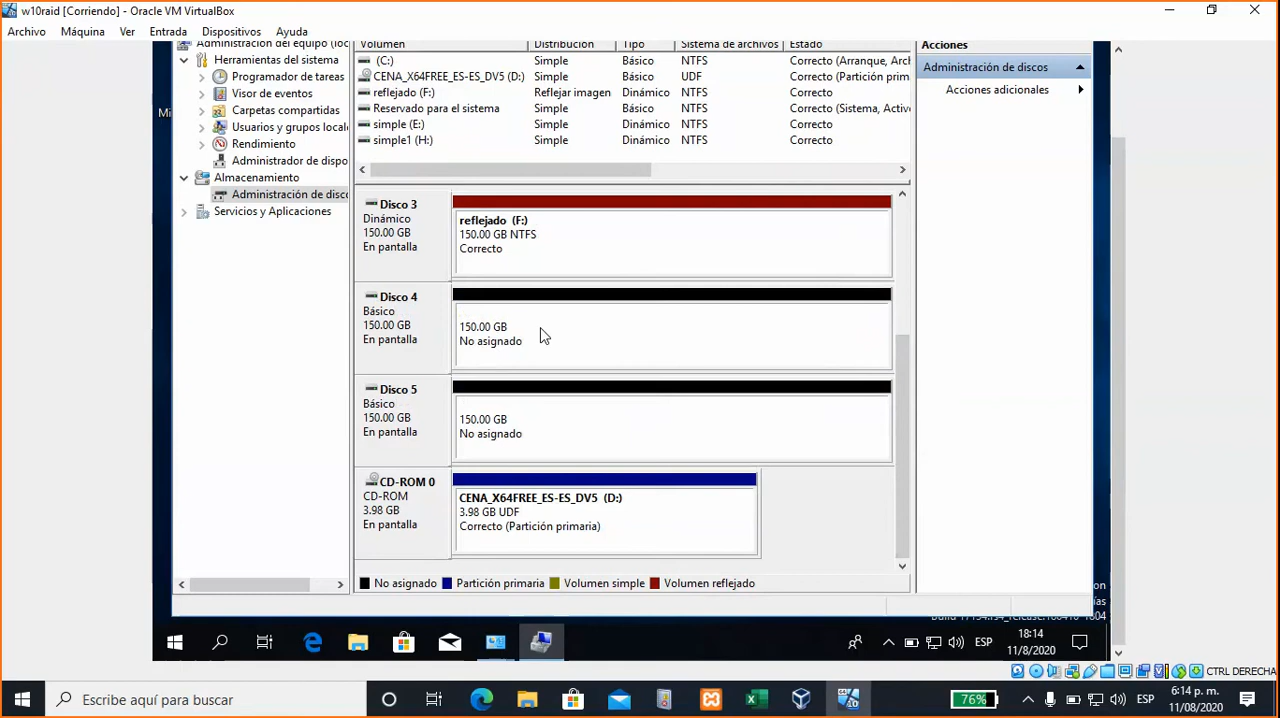 w10raid [Corriendo] - Oracle VM VirtualBox
Archivo Máquina Ver Entrada Dispositivos Ayuda
Administración del equipo (loc
Herramientas del sistema
Programador de tareas
Visor de eventos
Carpetas compartidas
Usuarios y grupos locale
Rendimiento
Administrador de dispo
Almacenamiento
Administración de disco
Servicios y Aplicaciones
Mi
Volumen Distribución Tipo Sistema de archivos Estado
(C:) Simple Básico NTFS Correcto (Arranque, Arch
CENA_X64FREE_ES-ES_DV5 (D:) Simple Básico UDF Correcto (Partición prim
reflejado (F:) Reflejar imagen Dinámico NTFS Correcto
Reservado para el sistema Simple Básico NTFS Correcto (Sistema, Active
simple (E:) Simple Dinámico NTFS Correcto
simple1 (H:) Simple Dinámico NTFS Correcto
Disco 3
Dinámico
150.00 GB
En pantalla
reflejado (F:)
150.00 GB NTFS
Correcto
Disco 4
Básico
150.00 GB
En pantalla
150.00 GB
No asignado
Disco 5
Básico
150.00 GB
En pantalla
150.00 GB
No asignado
CD-ROM 0
CD-ROM
3.98 GB
En pantalla
CENA_X64FREE_ES-ES_DV5 (D:)
3.98 GB UDF
Correcto (Partición primaria)
No asignado Partición primaria Volumen simple Volumen reflejado
Acciones
Administración de discos
Acciones adicionales
ESP
18:14
11/8/2020
CTRL DERECHA
Escribe aquí para buscar
76%
ESP
6:14 p. m.
11/08/2020